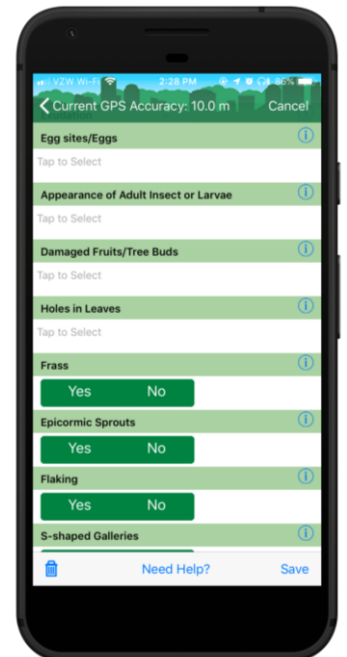 VZW Wi-Fi 2:28 PM 86%
Current GPS Accuracy: 10.0 m Cancel
Egg sites/Eggs
Tap to Select
Appearance of Adult Insect or Larvae
Tap to Select
Damaged Fruits/Tree Buds
Tap to Select
Holes in Leaves
Tap to Select
Frass
Yes No
Epicormic Sprouts
Yes No
Flaking
Yes No
S-shaped Galleries
Need Help? Save